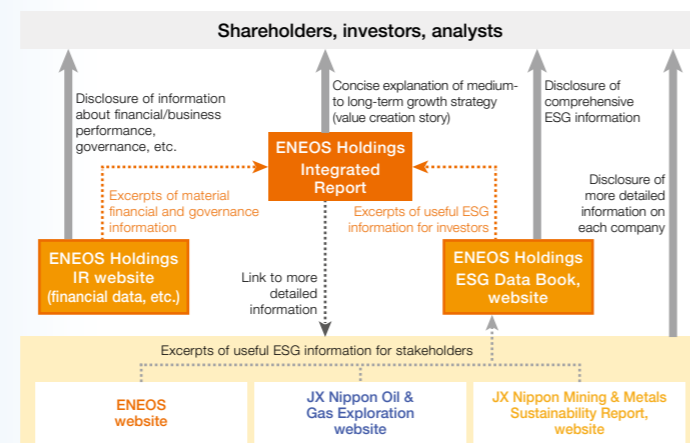 Shareholders, investors, analysts
Disclosure of information
about financial/business
performance,
governance, etc.
Concise explanation of medium-
to long-term growth strategy
(value creation story)
Disclosure of
comprehensive
ESG information
ENEOS Holdings
Integrated
Report
Excerpts of material
financial and governance
information
Excerpts of useful ESG
information for investors
Disclosure of
more detailed
information on
each company
ENEOS Holdings
IR website
(financial data, etc.)
Link to more
detailed
information
ENEOS Holdings
ESG Data Book,
website
Excerpts of useful ESG information for stakeholders
ENEOS
website
JX Nippon Oil &
Gas Exploration
website
JX Nippon Mining & Metals
Sustainability Report,
website